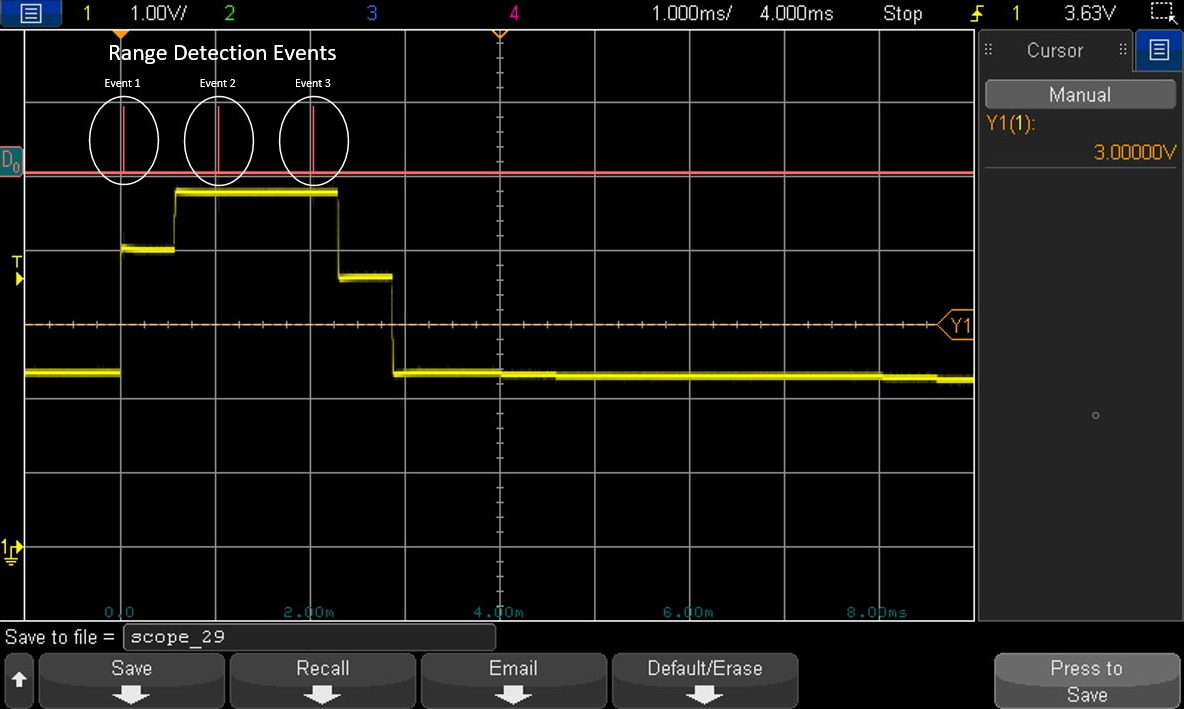 1 1.00V/ 2 3 4 1.000ms/ 4.000ms Stop 1 3.63V
Range Detection Events
Event 1 Event 2 Event 3
D0
T
Y1
1
0.0 2.00m 4.00m 6.00m 8.00ms
Cursor
Manual
Y1(1):
3.00000V
Save to file = scope_29
Save Recall Email Default/Erase Press to
Save